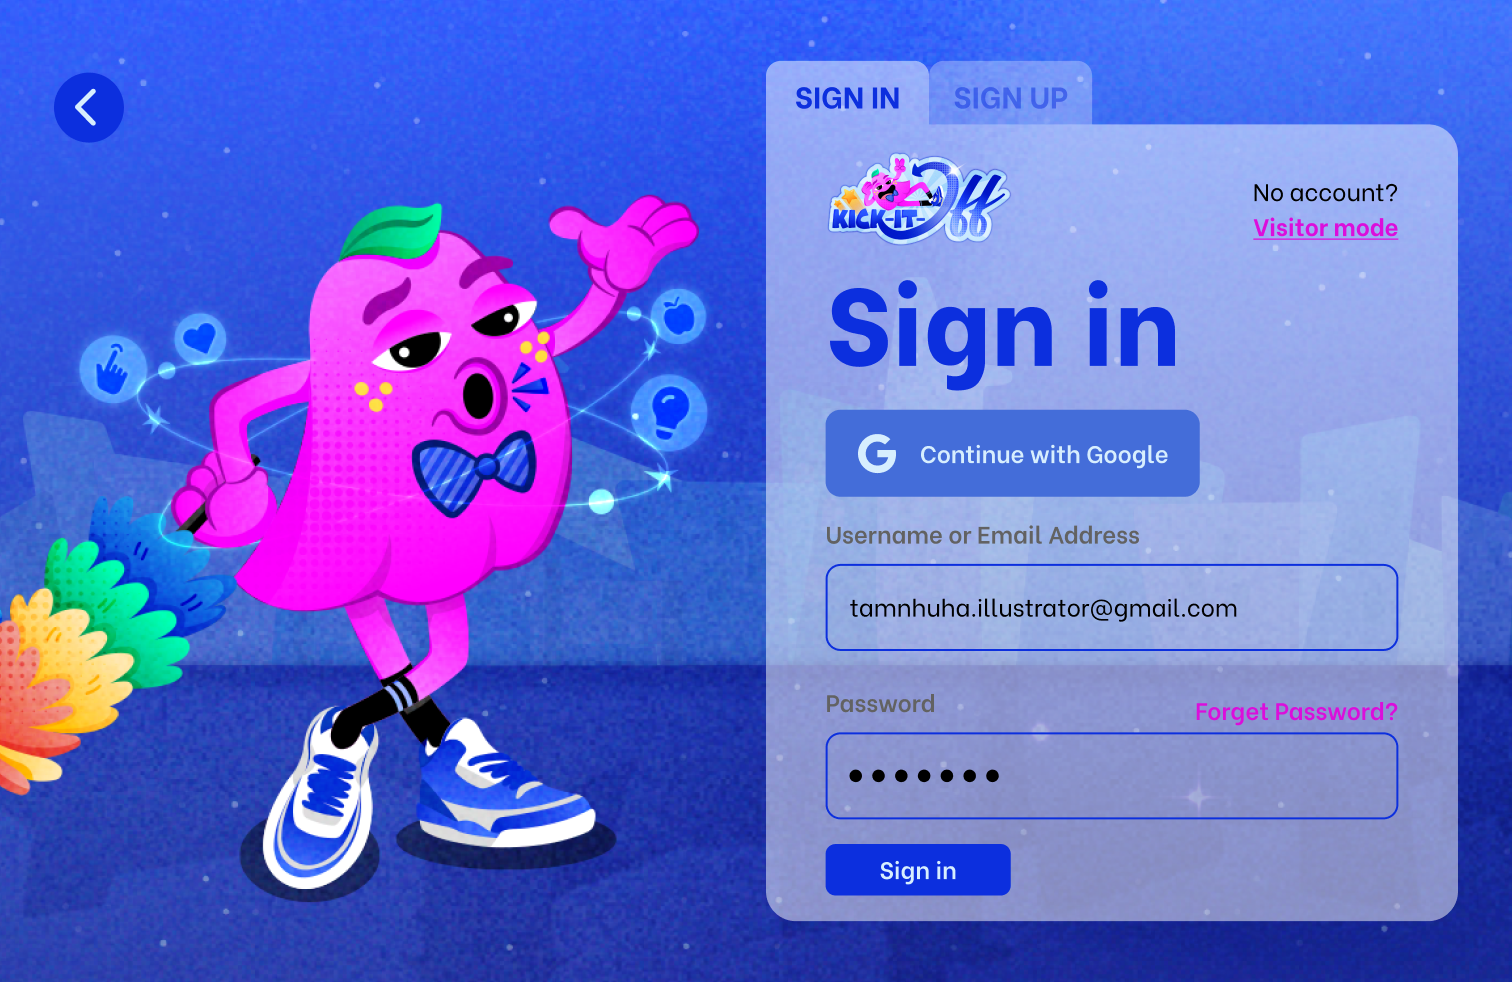 SIGN IN
SIGN UP
KICK-IT-Off
No account?
Visitor mode
Sign in
Continue with Google
Username or Email Address
tamnhuha.illustrator@gmail.com
Password
Forget Password?
Sign in